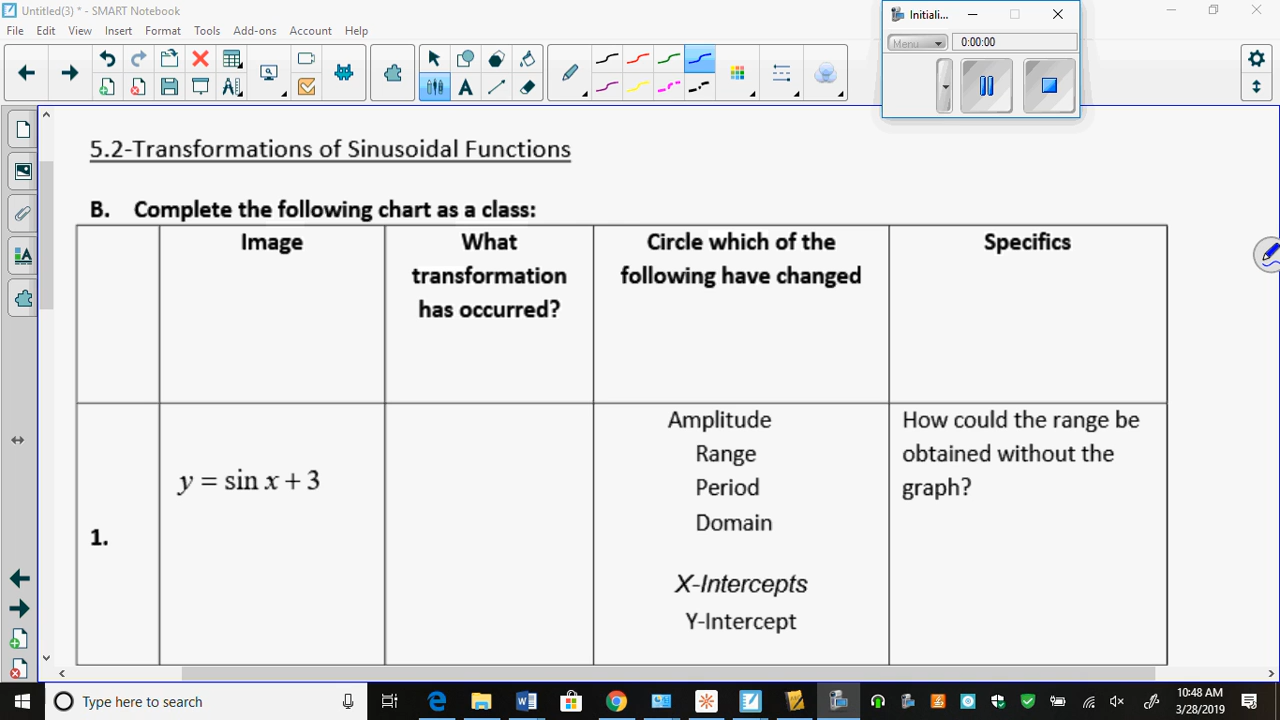 Untitled(3) * - SMART Notebook
File Edit View Insert Format Tools Add-ons Account Help
Initiali...
Menu
0:00:00
5.2-Transformations of Sinusoidal Functions
B. Complete the following chart as a class:
Image
What
transformation
has occurred?
Circle which of the
following have changed
Specifics
1.
y = sin x + 3
Amplitude
Range
Period
Domain
X-Intercepts
Y-Intercept
How could the range be
obtained without the
graph?
Type here to search
10:48 AM
3/28/2019